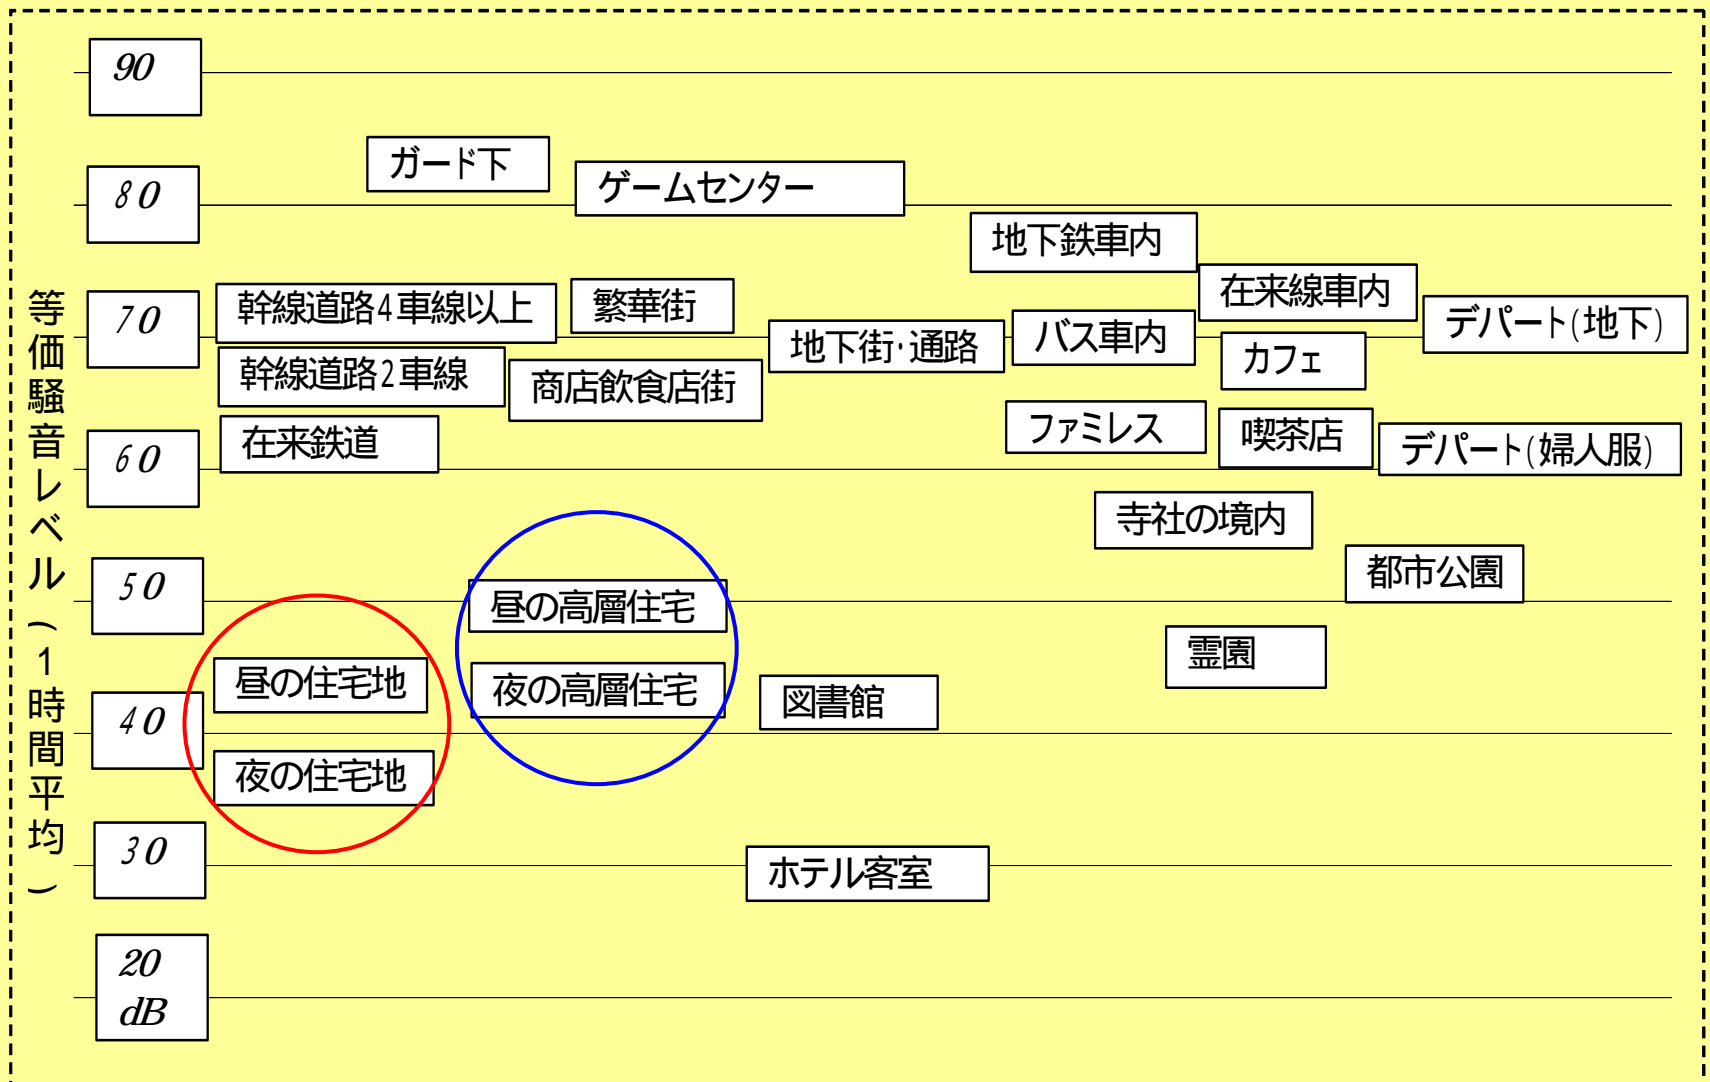 90
ガード下
ゲームセンター
80
地下鉄車内
在来線車内
幹線道路4車線以上
繁華街
デパート(地下)
70
地下街・通路
バス車内
カフェ
幹線道路2車線
商店飲食店街
ファミレス
喫茶店
デパート(婦人服)
在来鉄道
60
寺社の境内
都市公園
50
昼の高層住宅
霊園
昼の住宅地
夜の高層住宅
図書館
40
夜の住宅地
30
ホテル客室
20
dB
等価騒音レベル(1時間平均)